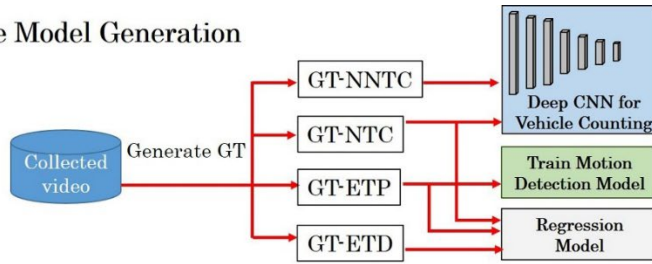 e Model Generation
GT-NNTC
Deep CNN for
Vehicle Counting
Generate GT
GT-NTC
Collected
video
GT-ETP
Train Motion
Detection Model
GT-ETD
Regression
Model